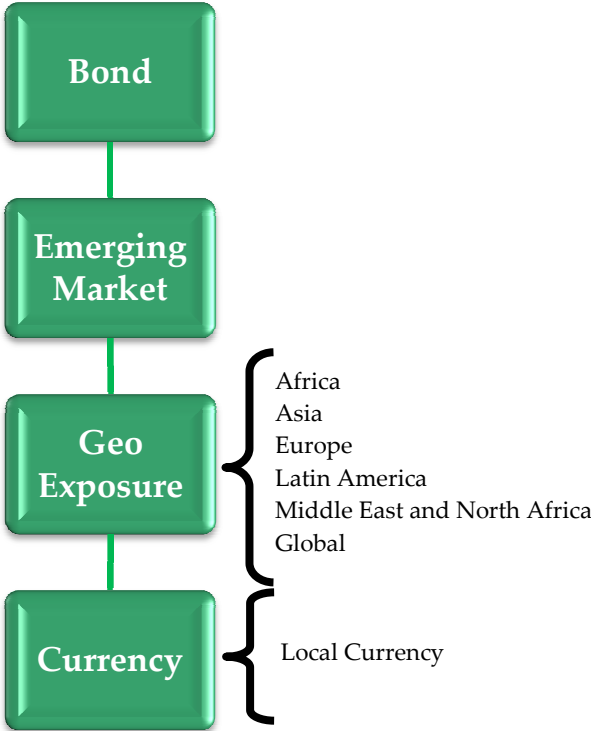 Bond
Emerging
Market
Geo
Exposure
Africa
Asia
Europe
Latin America
Middle East and North Africa
Global
Currency
Local Currency